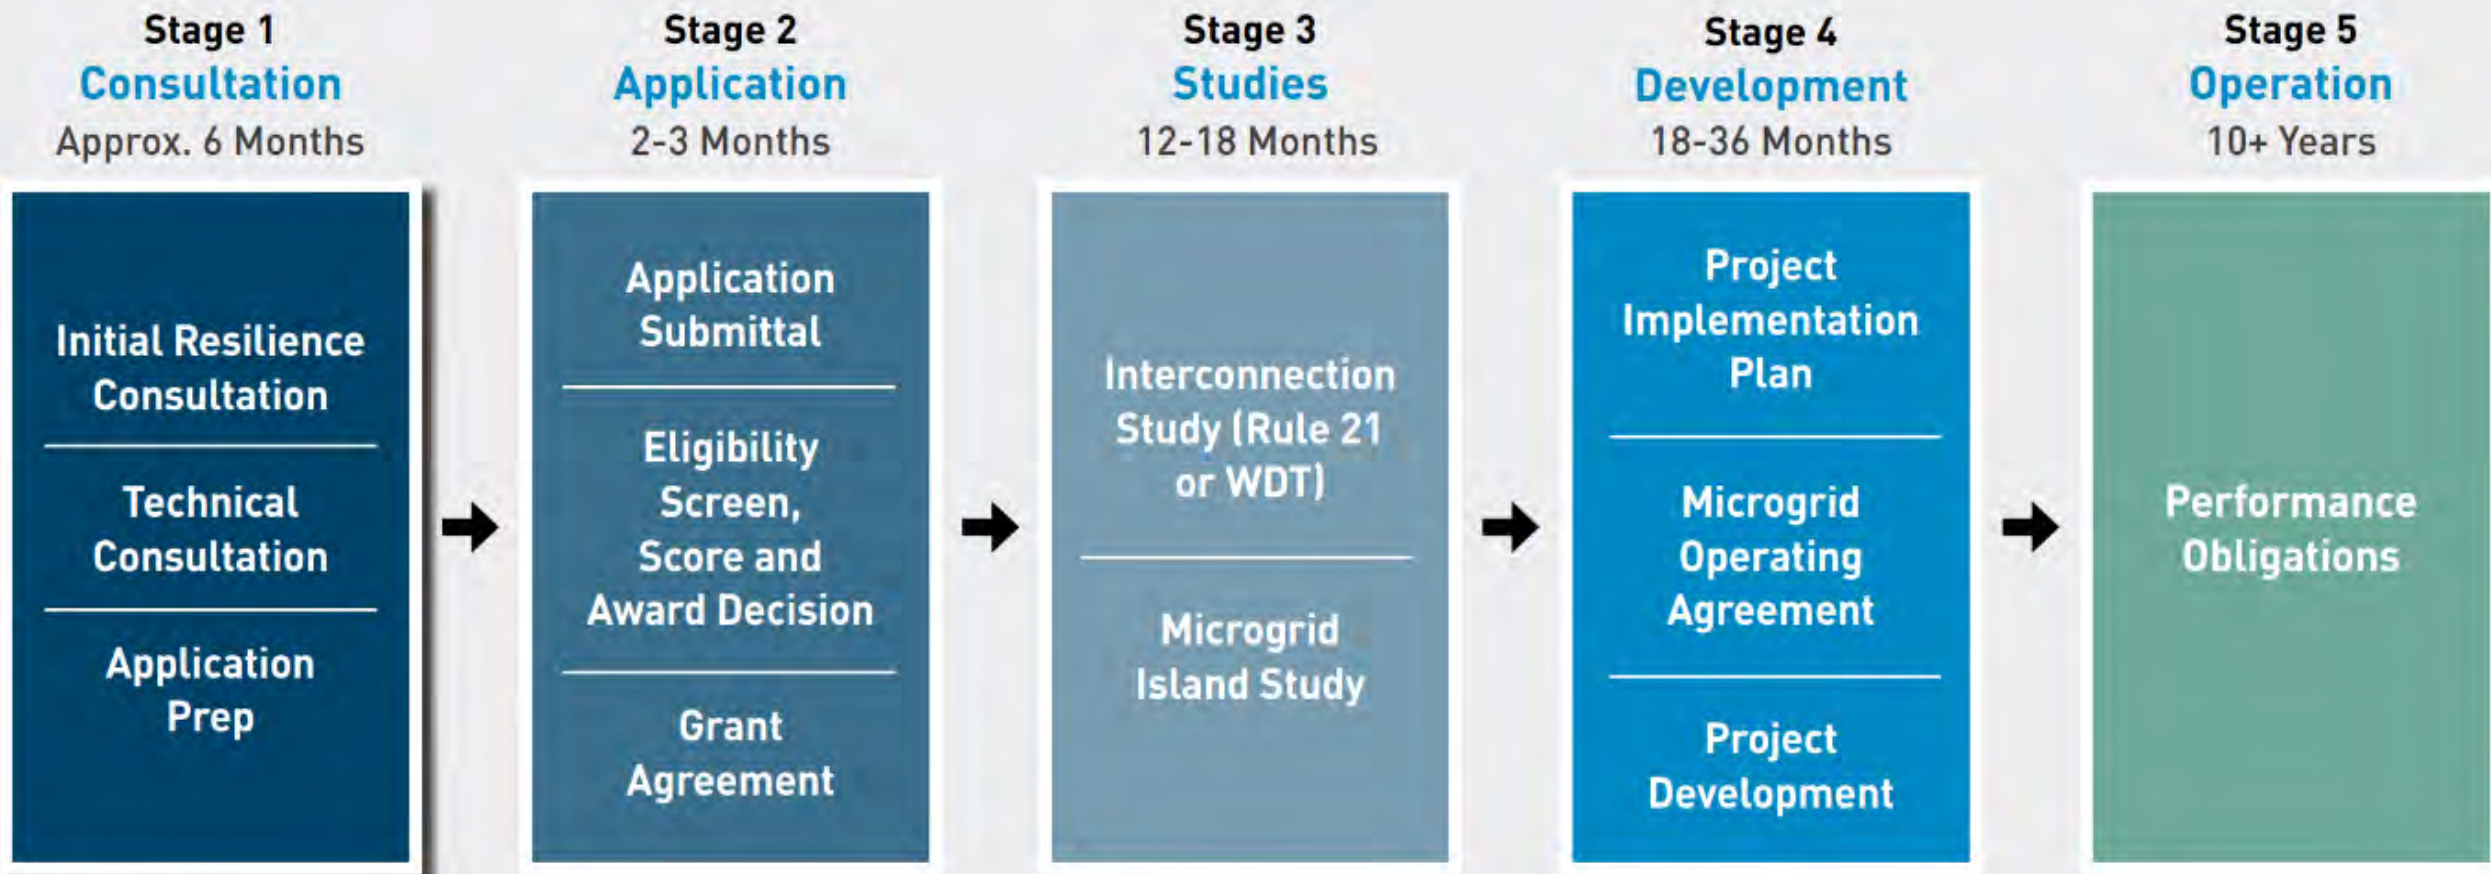 Stage 1
Consultation
Approx. 6 Months
Initial Resilience
Consultation
Technical
Consultation
Application
Prep
Stage 2
Application
2-3 Months
Application
Submittal
Eligibility
Screen,
Score and
Award Decision
Grant
Agreement
Stage 3
Studies
12-18 Months
Interconnection
Study (Rule 21
or WDT)
Microgrid
Island Study
Stage 4
Development
18-36 Months
Project
Implementation
Plan
Microgrid
Operating
Agreement
Project
Development
Stage 5
Operation
10+ Years
Performance
Obligations